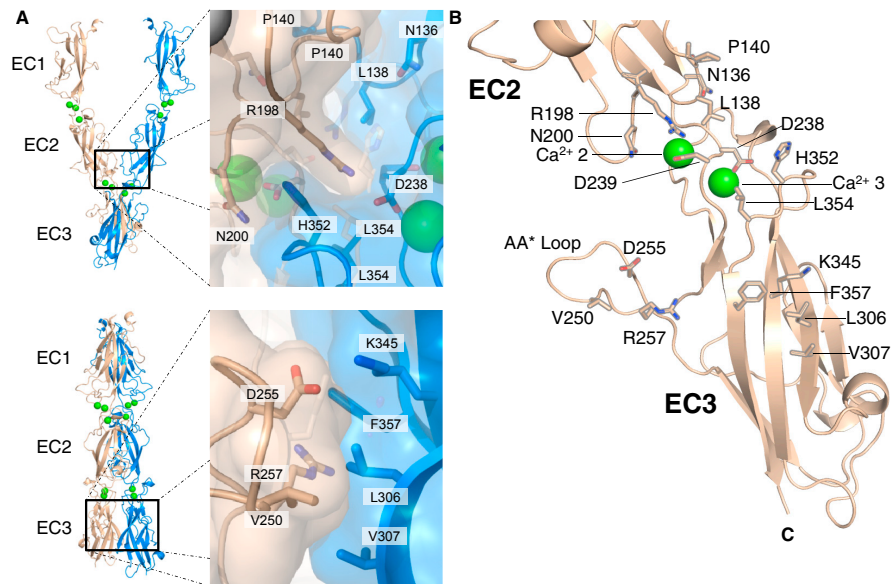 A
EC1
EC2
EC3
P140
P140
N136
L138
R198
D238
N200
H352
L354
L354
EC1
EC2
EC3
K345
D255
F357
R257
L306
V250
V307
B
EC2
P140
N136
L138
R198
N200
D238
Ca²⁺ 2
H352
D239
Ca²⁺ 3
L354
AA* Loop
D255
K345
F357
V250
R257
L306
V307
EC3
C